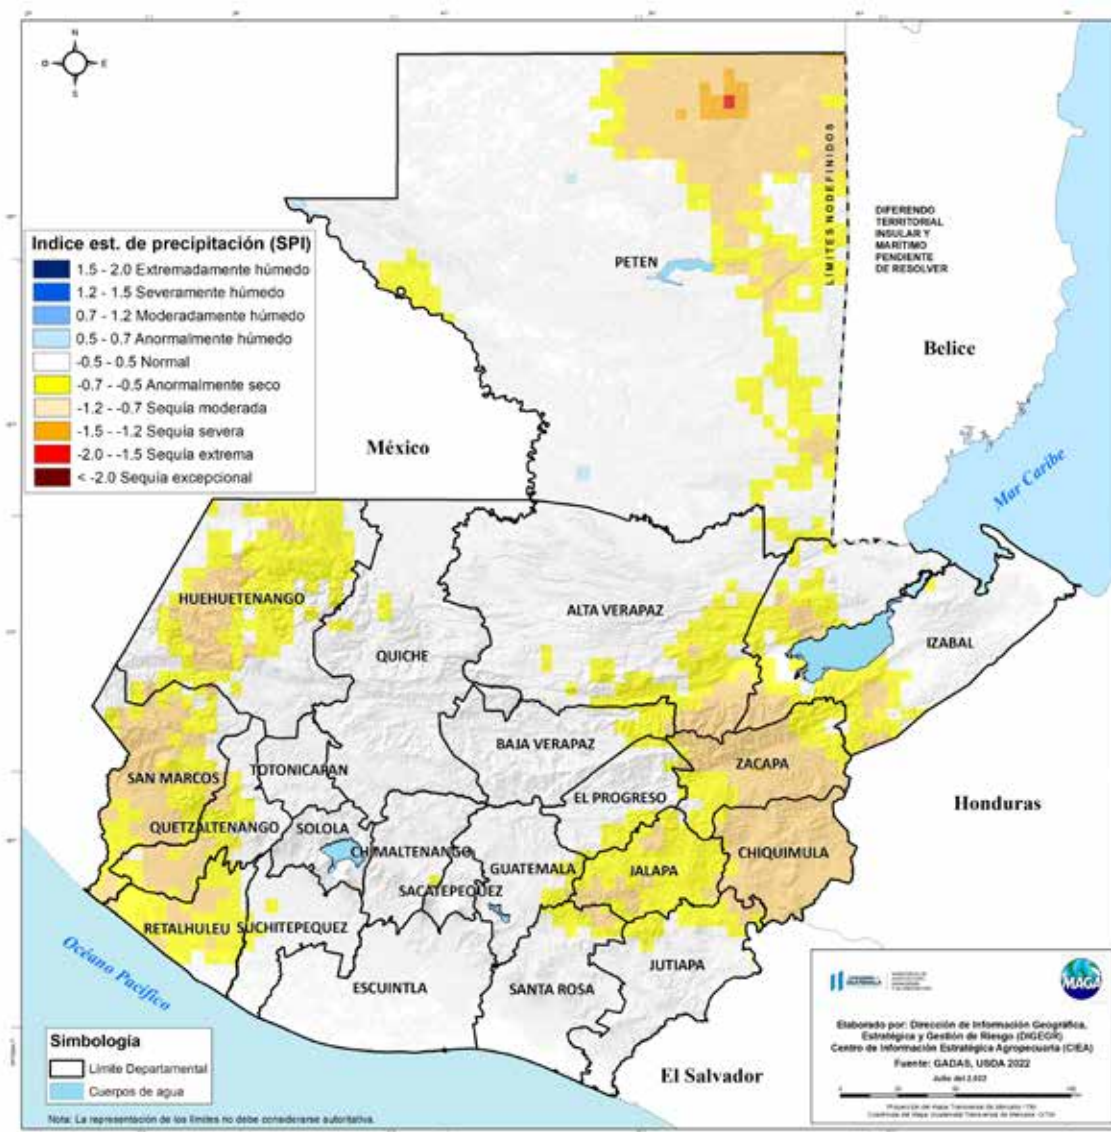 N
O
E
S
Indice est. de precipitación (SPI)
1.5 - 2.0 Extremadamente húmedo
1.2 - 1.5 Severamente húmedo
0.7 - 1.2 Moderadamente húmedo
0.5 - 0.7 Anormalmente húmedo
-0.5 - 0.5 Normal
-0.7 - -0.5 Anormalmente seco
-1.2 - -0.7 Sequía moderada
-1.5 - -1.2 Sequía severa
-2.0 - -1.5 Sequía extrema
< -2.0 Sequía excepcional
PETEN
LÍMITES NO DEFINIDOS
DIFERENDO
TERRITORIAL
INSULAR Y
MARÍTIMO
PENDIENTE
DE RESOLVER
Belice
México
Mar Caribe
HUEHUETENANGO
QUICHE
ALTA VERAPAZ
IZABAL
BAJA VERAPAZ
ZACAPA
SAN MARCOS
TOTONICAPAN
EL PROGRESO
Honduras
QUETZALTENANGO
SOLOLA
CHIMALTENANGO
GUATEMALA
JALAPA
CHIQUIMULA
SACATEPEQUEZ
RETALHULEU
SUCHITEPEQUEZ
Océano Pacífico
ESCUINTLA
SANTA ROSA
JUTIAPA
El Salvador
Simbología
Límite Departamental
Cuerpos de agua
Nota: La representación de los límites no debe considerarse autoritativa.
MAGA
Elaborado por: Dirección de Información Geográfica,
Estratégica y Gestión de Riesgo (DIGEGR)
Centro de Información Estratégica Agropecuaria (CIEA)
Fuente: GADAS, USDA 2022
Julio del 2,022